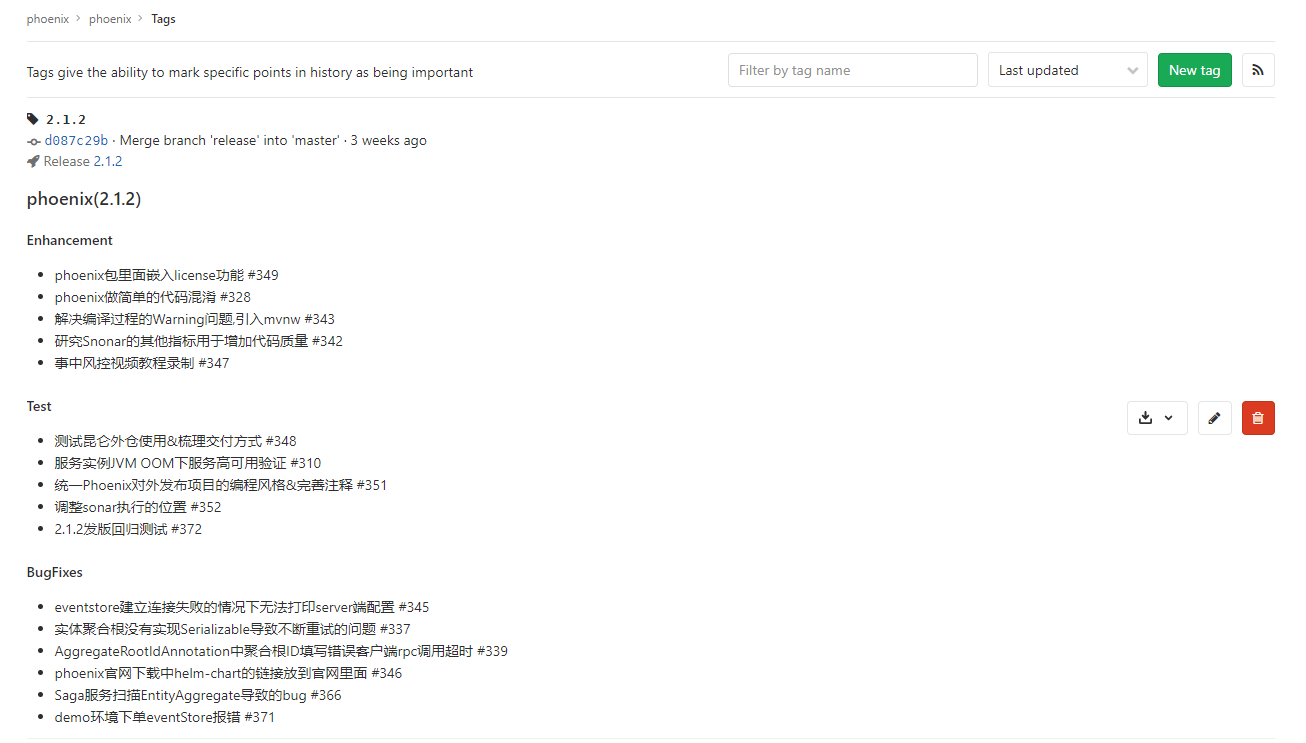 phoenix › phoenix › Tags
Tags give the ability to mark specific points in history as being important
Filter by tag name
Last updated
New tag
2.1.2
d087c29b · Merge branch 'release' into 'master' · 3 weeks ago
Release 2.1.2
phoenix(2.1.2)
Enhancement
phoenix包里面嵌入license功能 #349
phoenix做简单的代码混淆 #328
解决编译过程的Warning问题,引入mvnw #343
研究Snonar的其他指标用于增加代码质量 #342
事中风控视频教程录制 #347
Test
测试昆仑外仓使用&梳理交付方式 #348
服务实例JVM OOM下服务高可用验证 #310
统一Phoenix对外发布项目的编程风格&完善注释 #351
调整sonar执行的位置 #352
2.1.2发版回归测试 #372
BugFixes
eventstore建立连接失败的情况下无法打印server端配置 #345
实体聚合根没有实现Serializable导致不断重试的问题 #337
AggregateRootIdAnnotation中聚合根ID填写错误客户端rpc调用超时 #339
phoenix官网下载中helm-chart的链接放到官网里面 #346
Saga服务扫描EntityAggregate导致的bug #366
demo环境下单eventStore报错 #371